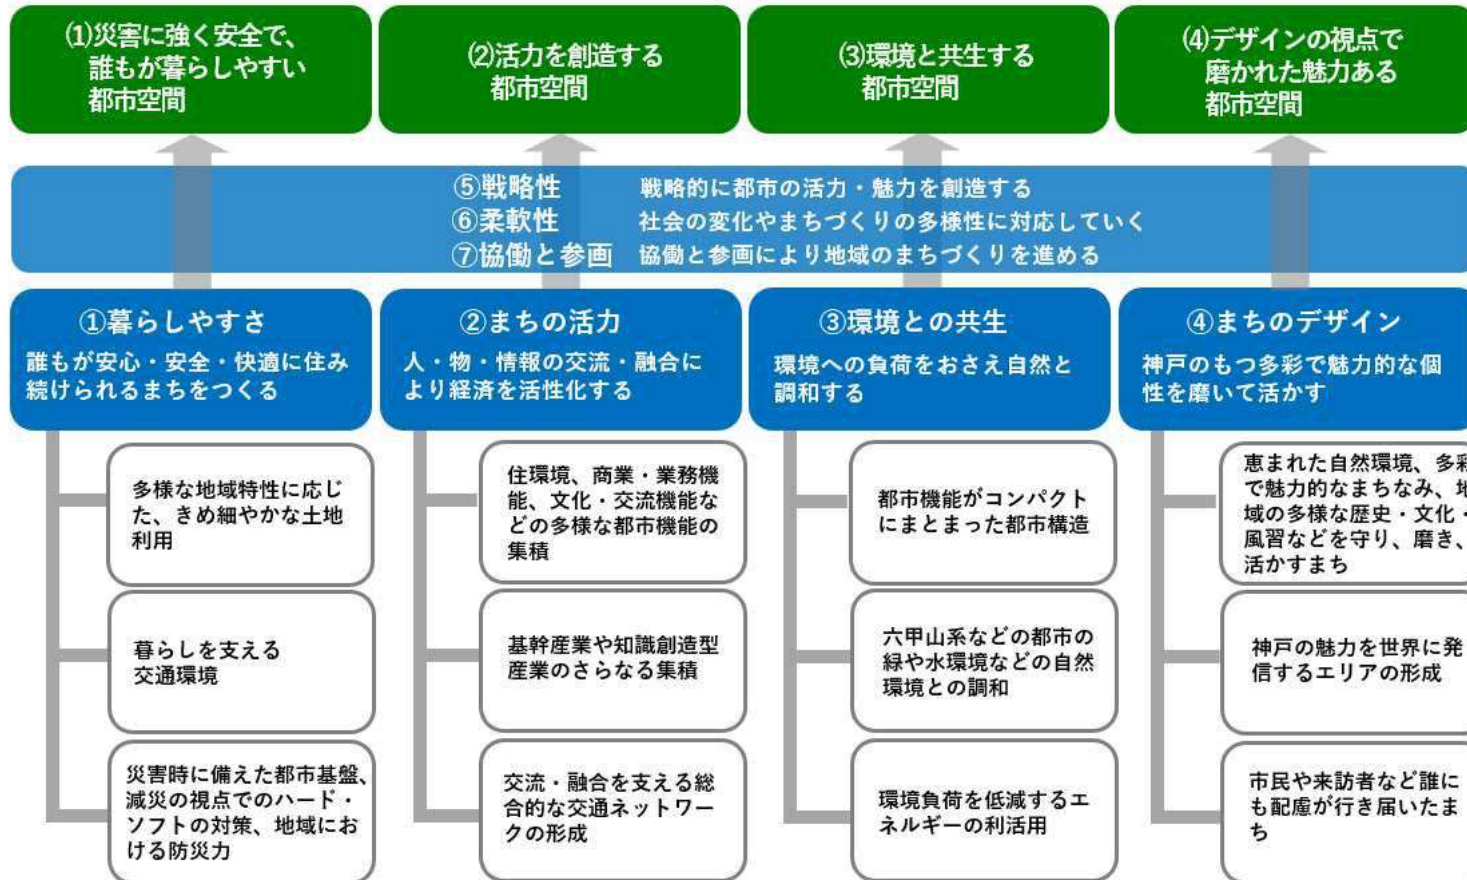 (1)災害に強く安全で、
誰もが暮らしやすい
都市空間
(2)活力を創造する
都市空間
(3)環境と共生する
都市空間
(4)デザインの視点で
磨かれた魅力ある
都市空間
⑤戦略性 戦略的に都市の活力・魅力を創造する
⑥柔軟性 社会の変化やまちづくりの多様性に対応していく
⑦協働と参画 協働と参画により地域のまちづくりを進める
①暮らしやすさ
誰もが安心・安全・快適に住み
続けられるまちをつくる
多様な地域特性に応じ
た、きめ細やかな土地
利用
暮らしを支える
交通環境
災害時に備えた都市基盤、
減災の視点でのハード・
ソフトの対策、地域にお
ける防災力
②まちの活力
人・物・情報の交流・融合に
より経済を活性化する
住環境、商業・業務機
能、文化・交流機能な
どの多様な都市機能の
集積
基幹産業や知識創造型
産業のさらなる集積
交流・融合を支える総
合的な交通ネットワー
クの形成
③環境との共生
環境への負荷をおさえ自然と
調和する
都市機能がコンパクト
にまとまった都市構造
六甲山系などの都市の
緑や水環境などの自然
環境との調和
環境負荷を低減するエ
ネルギーの利活用
④まちのデザイン
神戸のもつ多彩で魅力的な個
性を磨いて活かす
恵まれた自然環境、多彩
で魅力的なまちなみ、地
域の多様な歴史・文化・
風習などを守り、磨き、
活かすまち
神戸の魅力を世界に発
信するエリアの形成
市民や来訪者など誰に
も配慮が行き届いたま
ち